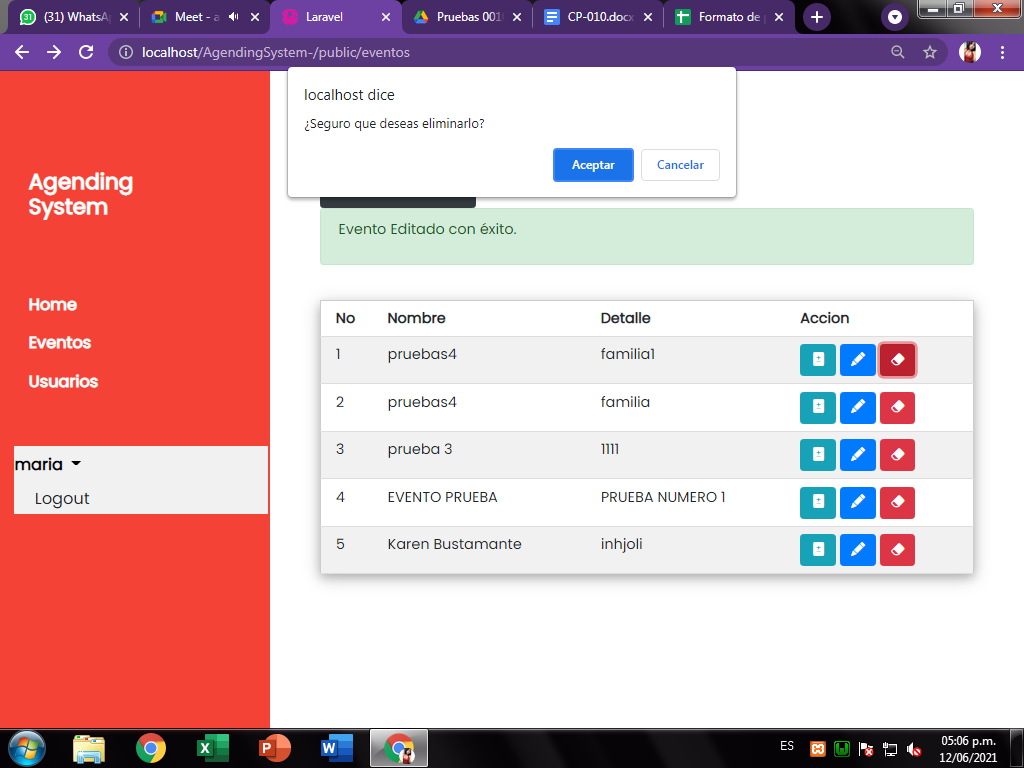 (31) WhatsA
Meet - a
Laravel
Pruebas 001
CP-010.docx
Formato de
localhost/AgendingSystem-/public/eventos
localhost dice
¿Seguro que deseas eliminarlo?
Aceptar
Cancelar
Agending
System
Home
Eventos
Usuarios
maria
Logout
Evento Editado con éxito.
No Nombre Detalle Accion
1 pruebas4 familia1
2 pruebas4 familia
3 prueba 3 1111
4 EVENTO PRUEBA PRUEBA NUMERO 1
5 Karen Bustamante inhjoli
ES
05:06 p.m.
12/06/2021